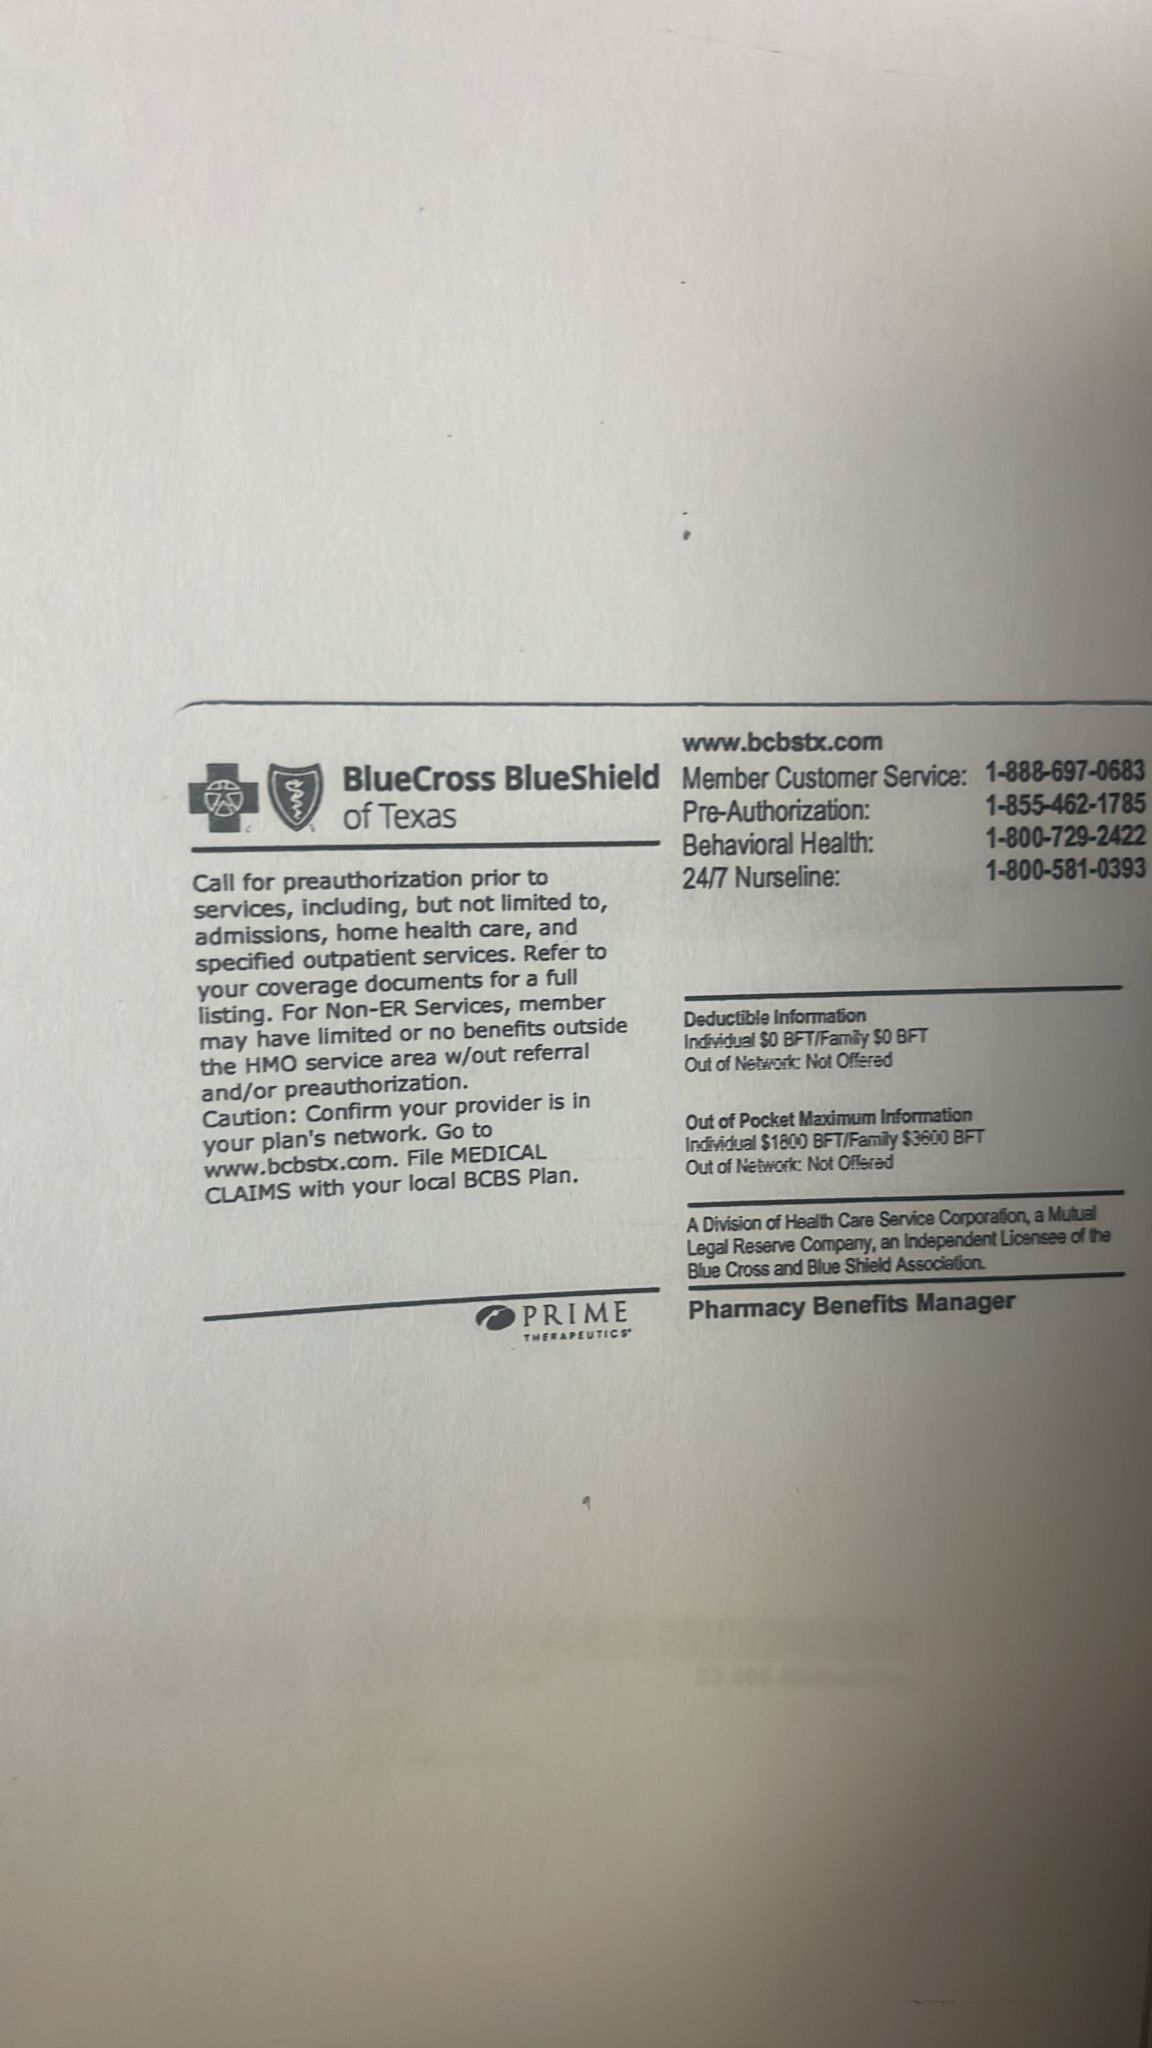 BlueCross BlueShield
of Texas
Call for preauthorization prior to
services, including, but not limited to,
admissions, home health care, and
specified outpatient services. Refer to
your coverage documents for a full
listing. For Non-ER Services, member
may have limited or no benefits outside
the HMO service area w/out referral
and/or preauthorization.
Caution: Confirm your provider is in
your plan's network. Go to
www.bcbstx.com. File MEDICAL
CLAIMS with your local BCBS Plan.
PRIME
THERAPEUTICS®
www.bcbstx.com
Member Customer Service: 1-888-697-0683
Pre-Authorization: 1-855-462-1785
Behavioral Health: 1-800-729-2422
24/7 Nurseline: 1-800-581-0393
Deductible Information
Individual $0 BFT/Family $0 BFT
Out of Network: Not Offered
Out of Pocket Maximum Information
Individual $1800 BFT/Family $3600 BFT
Out of Network: Not Offered
A Division of Health Care Service Corporation, a Mutual
Legal Reserve Company, an Independent Licensee of the
Blue Cross and Blue Shield Association.
Pharmacy Benefits Manager